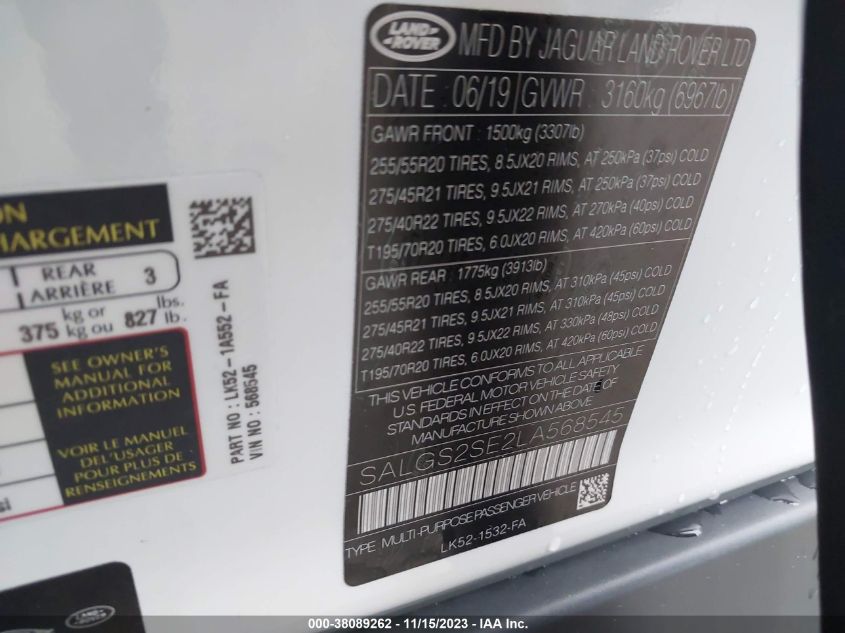 LAND ROVER
MFD BY JAGUAR LAND ROVER LTD
DATE 06/19 GVWR 3160kg (6967lb)
GAWR FRONT : 1500kg (3307lb)
255/55R20 TIRES, 8.5JX20 RIMS, AT 250kPa (37psi) COLD
275/45R21 TIRES, 9.5JX21 RIMS, AT 250kPa (37psi) COLD
275/40R22 TIRES, 9.5JX22 RIMS, AT 270kPa (40psi) COLD
T195/70R20 TIRES, 6.0JX20 RIMS, AT 420kPa (60psi) COLD
GAWR REAR : 1775kg (3913lb)
255/55R20 TIRES, 8.5JX20 RIMS, AT 310kPa (45psi) COLD
275/45R21 TIRES, 9.5JX21 RIMS, AT 310kPa (45psi) COLD
275/40R22 TIRES, 9.5JX22 RIMS, AT 330kPa (48psi) COLD
T195/70R20 TIRES, 6.0JX20 RIMS, AT 420kPa (60psi) COLD
THIS VEHICLE CONFORMS TO ALL APPLICABLE
U.S. FEDERAL MOTOR VEHICLE SAFETY
STANDARDS IN EFFECT ON THE DATE OF
MANUFACTURE SHOWN ABOVE
SALGS2SE2LA568545
TYPE MULTI-PURPOSE PASSENGER VEHICLE
LK52-1532-FA
ON
HARGEMENT
REAR 3
ARRIÈRE
375 kg or 827 lbs.
kg ou lb.
SEE OWNER'S
MANUAL FOR
ADDITIONAL
INFORMATION
VOIR LE MANUEL
DEL'USAGER
POUR PLUS DE
RENSEIGNEMENTS
PART NO : LK52-1A552-FA
VIN NO : 568545
000-38089262 - 11/15/2023 - IAA Inc.